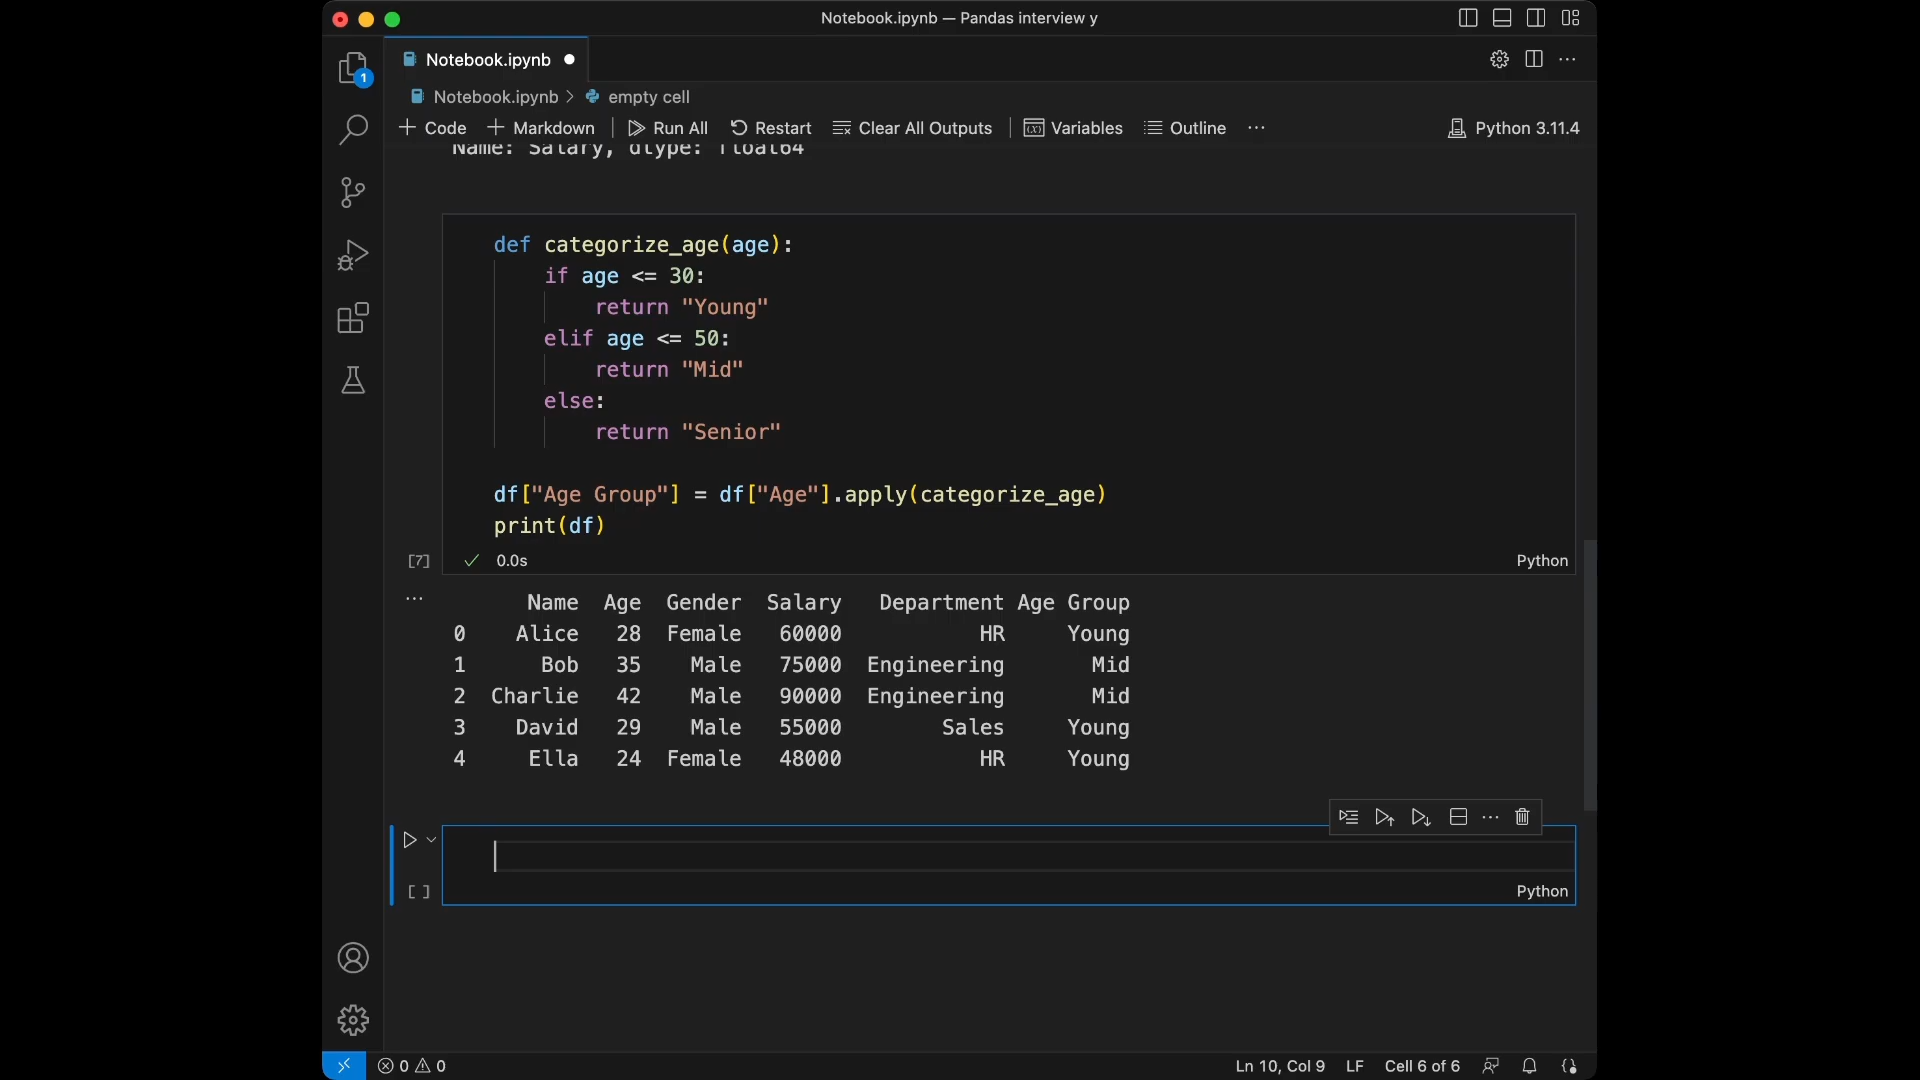 Notebook.ipynb — Pandas interview y
Notebook.ipynb
1
Notebook.ipynb > empty cell
+ Code + Markdown Run All Restart Clear All Outputs Variables Outline ... Python 3.11.4
Name: Salary, dtype: float64
def categorize_age(age):
    if age <= 30:
        return "Young"
    elif age <= 50:
        return "Mid"
    else:
        return "Senior"
df["Age Group"] = df["Age"].apply(categorize_age)
print(df)
[7] 0.0s Python
Name Age Gender Salary Department Age Group
0 Alice 28 Female 60000 HR Young
1 Bob 35 Male 75000 Engineering Mid
2 Charlie 42 Male 90000 Engineering Mid
3 David 29 Male 55000 Sales Young
4 Ella 24 Female 48000 HR Young
[ ] Python
0 0 Ln 10, Col 9 LF Cell 6 of 6